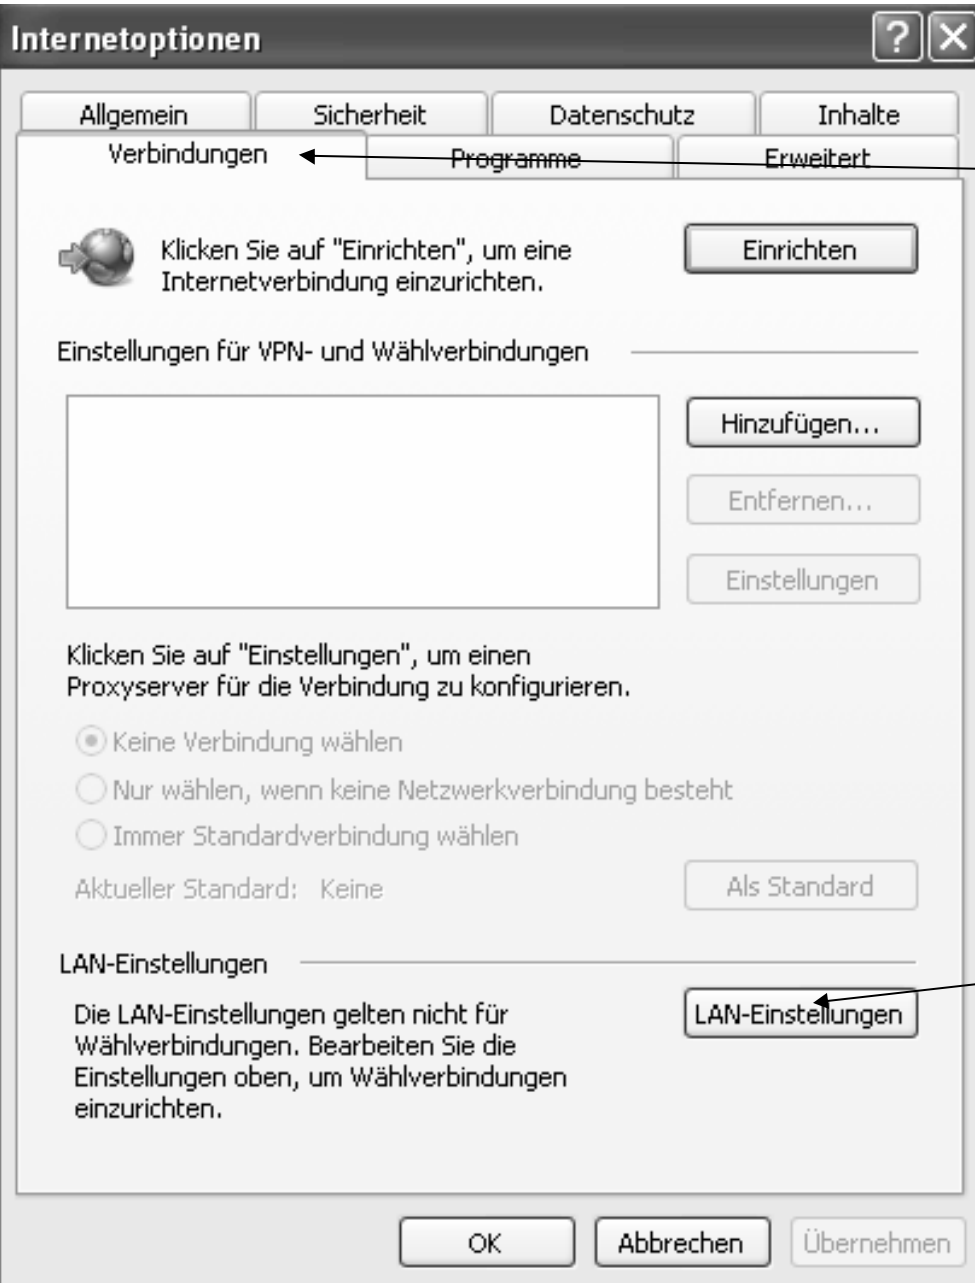 Internetoptionen
Allgemein Sicherheit Datenschutz Inhalte
Verbindungen Programme Erweitert
Klicken Sie auf "Einrichten", um eine
Internetverbindung einzurichten.
Einrichten
Einstellungen für VPN- und Wählverbindungen
Hinzufügen...
Entfernen...
Einstellungen
Klicken Sie auf "Einstellungen", um einen
Proxyserver für die Verbindung zu konfigurieren.
Keine Verbindung wählen
Nur wählen, wenn keine Netzwerkverbindung besteht
Immer Standardverbindung wählen
Aktueller Standard: Keine
Als Standard
LAN-Einstellungen
Die LAN-Einstellungen gelten nicht für
Wählverbindungen. Bearbeiten Sie die
Einstellungen oben, um Wählverbindungen
einzurichten.
LAN-Einstellungen
OK Abbrechen Übernehmen